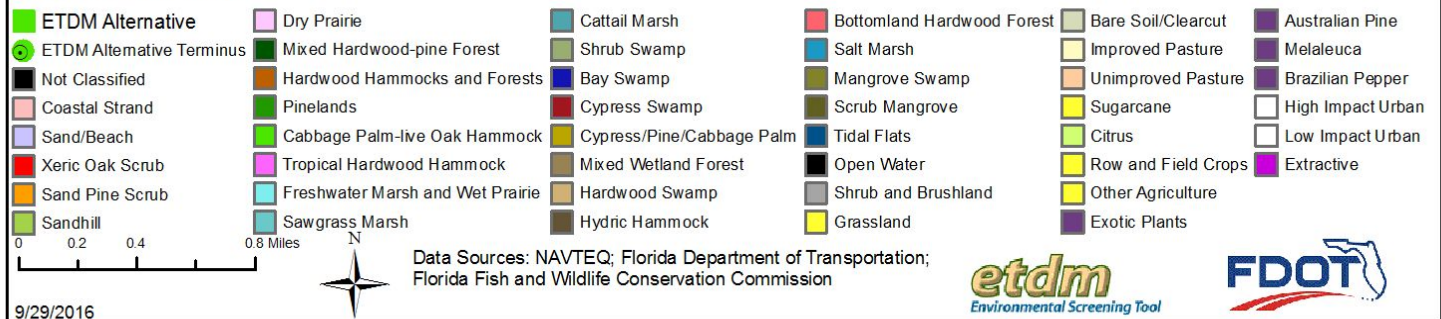 ETDM Alternative
ETDM Alternative Terminus
Not Classified
Coastal Strand
Sand/Beach
Xeric Oak Scrub
Sand Pine Scrub
Sandhill
Dry Prairie
Mixed Hardwood-pine Forest
Hardwood Hammocks and Forests
Pinelands
Cabbage Palm-live Oak Hammock
Tropical Hardwood Hammock
Freshwater Marsh and Wet Prairie
Sawgrass Marsh
Cattail Marsh
Shrub Swamp
Bay Swamp
Cypress Swamp
Cypress/Pine/Cabbage Palm
Mixed Wetland Forest
Hardwood Swamp
Hydric Hammock
Bottomland Hardwood Forest
Salt Marsh
Mangrove Swamp
Scrub Mangrove
Tidal Flats
Open Water
Shrub and Brushland
Grassland
Bare Soil/Clearcut
Improved Pasture
Unimproved Pasture
Sugarcane
Citrus
Row and Field Crops
Other Agriculture
Exotic Plants
Australian Pine
Melaleuca
Brazilian Pepper
High Impact Urban
Low Impact Urban
Extractive
0 0.2 0.4 0.8 Miles
N
Data Sources: NAVTEQ; Florida Department of Transportation;
Florida Fish and Wildlife Conservation Commission
etdm
Environmental Screening Tool
FDOT
9/29/2016